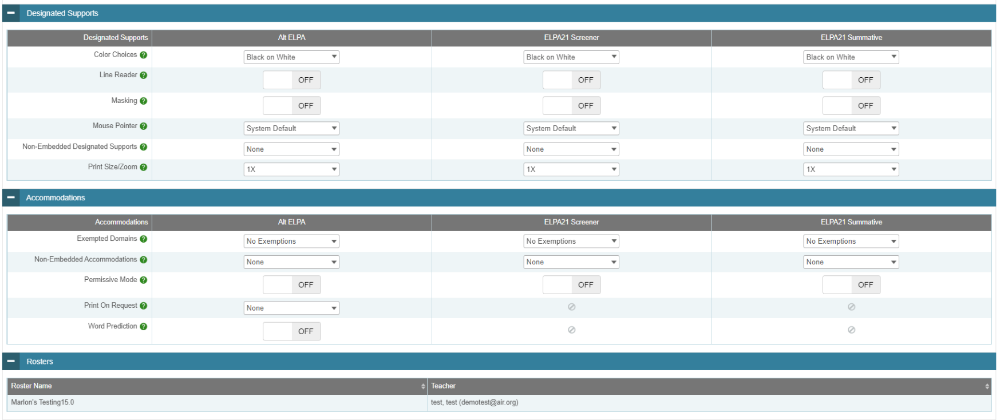 Designated Supports
Designated Supports Alt ELPA ELPA21 Screener ELPA21 Summative
Color Choices ? Black on White Black on White Black on White
Line Reader ? OFF OFF OFF
Masking ? OFF OFF OFF
Mouse Pointer ? System Default System Default System Default
Non-Embedded Designated Supports ? None None None
Print Size/Zoom ? 1X 1X 1X
Accommodations
Accommodations Alt ELPA ELPA21 Screener ELPA21 Summative
Exempted Domains ? No Exemptions No Exemptions No Exemptions
Non-Embedded Accommodations ? None None None
Permissive Mode ? OFF OFF OFF
Print On Request ? None
Word Prediction ? OFF
Rosters
Roster Name Teacher
Marlon's Testing15.0 test, test (demotest@air.org)